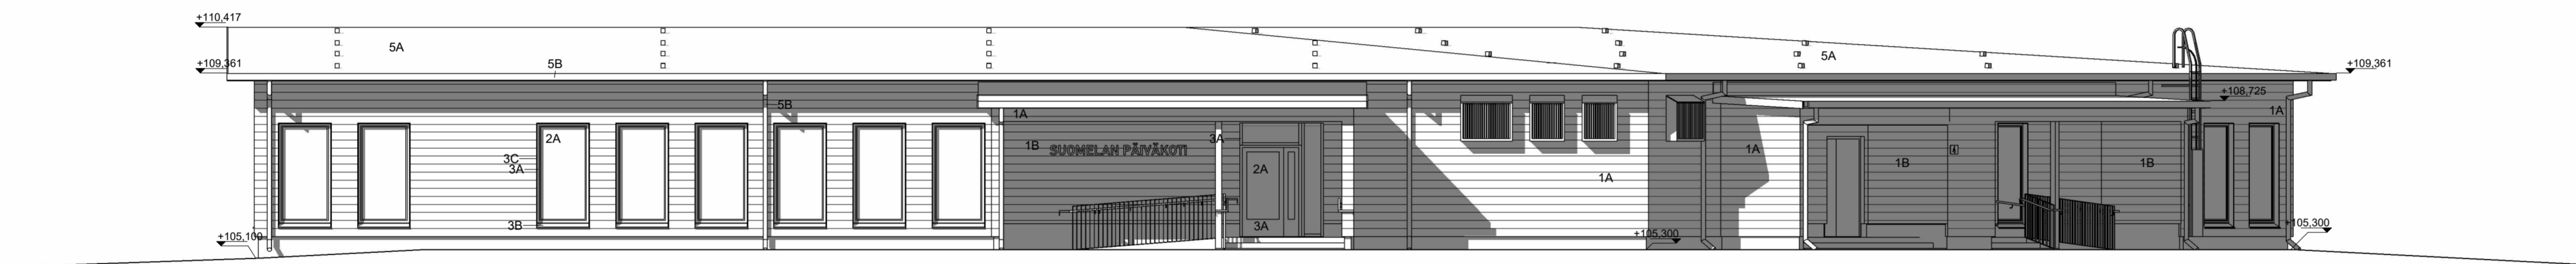 +110,417
5A
5A
+109,361
5B
+109,361
+108,725
5B
1A
1A
2A
3A
1B
SUOMELAN PÄIVÄKOTI
1A
4
3C
3A
2A
1A
1B
1B
3B
3A
+105,100
+105,300
+105,300